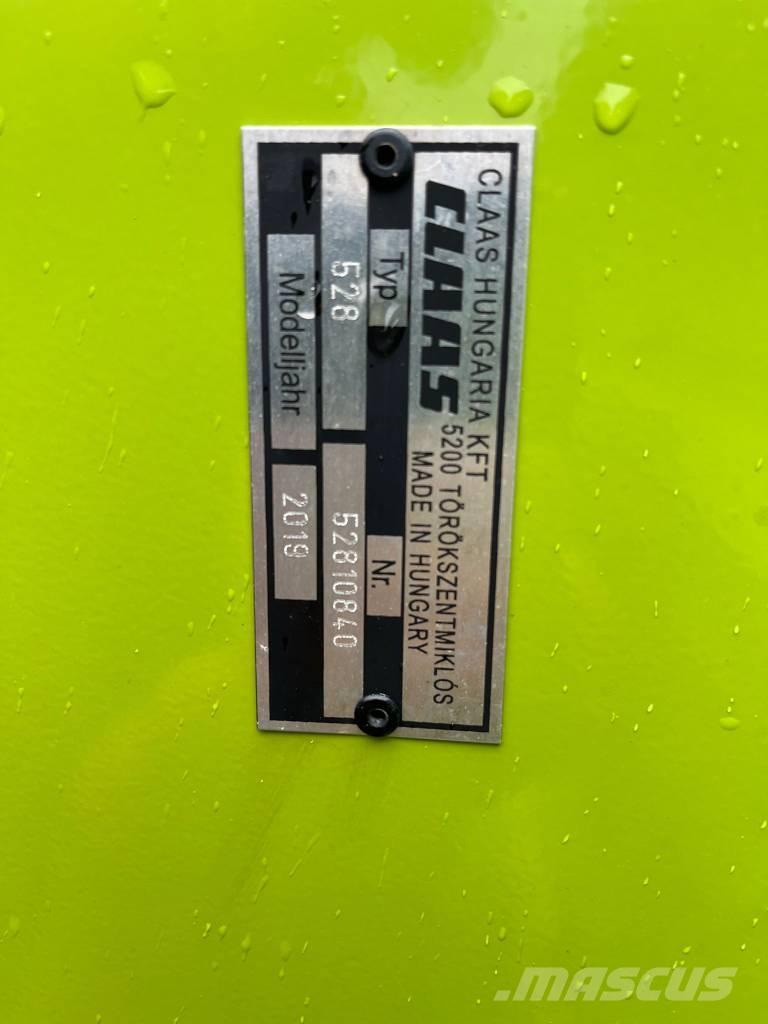 CLAAS HUNGARIA KFT
CLAAS 5200 TÖRÖKSZENTMIKLÓS
MADE IN HUNGARY
Typ Nr.
528 52810840
Modelljahr 2019
MASCUS